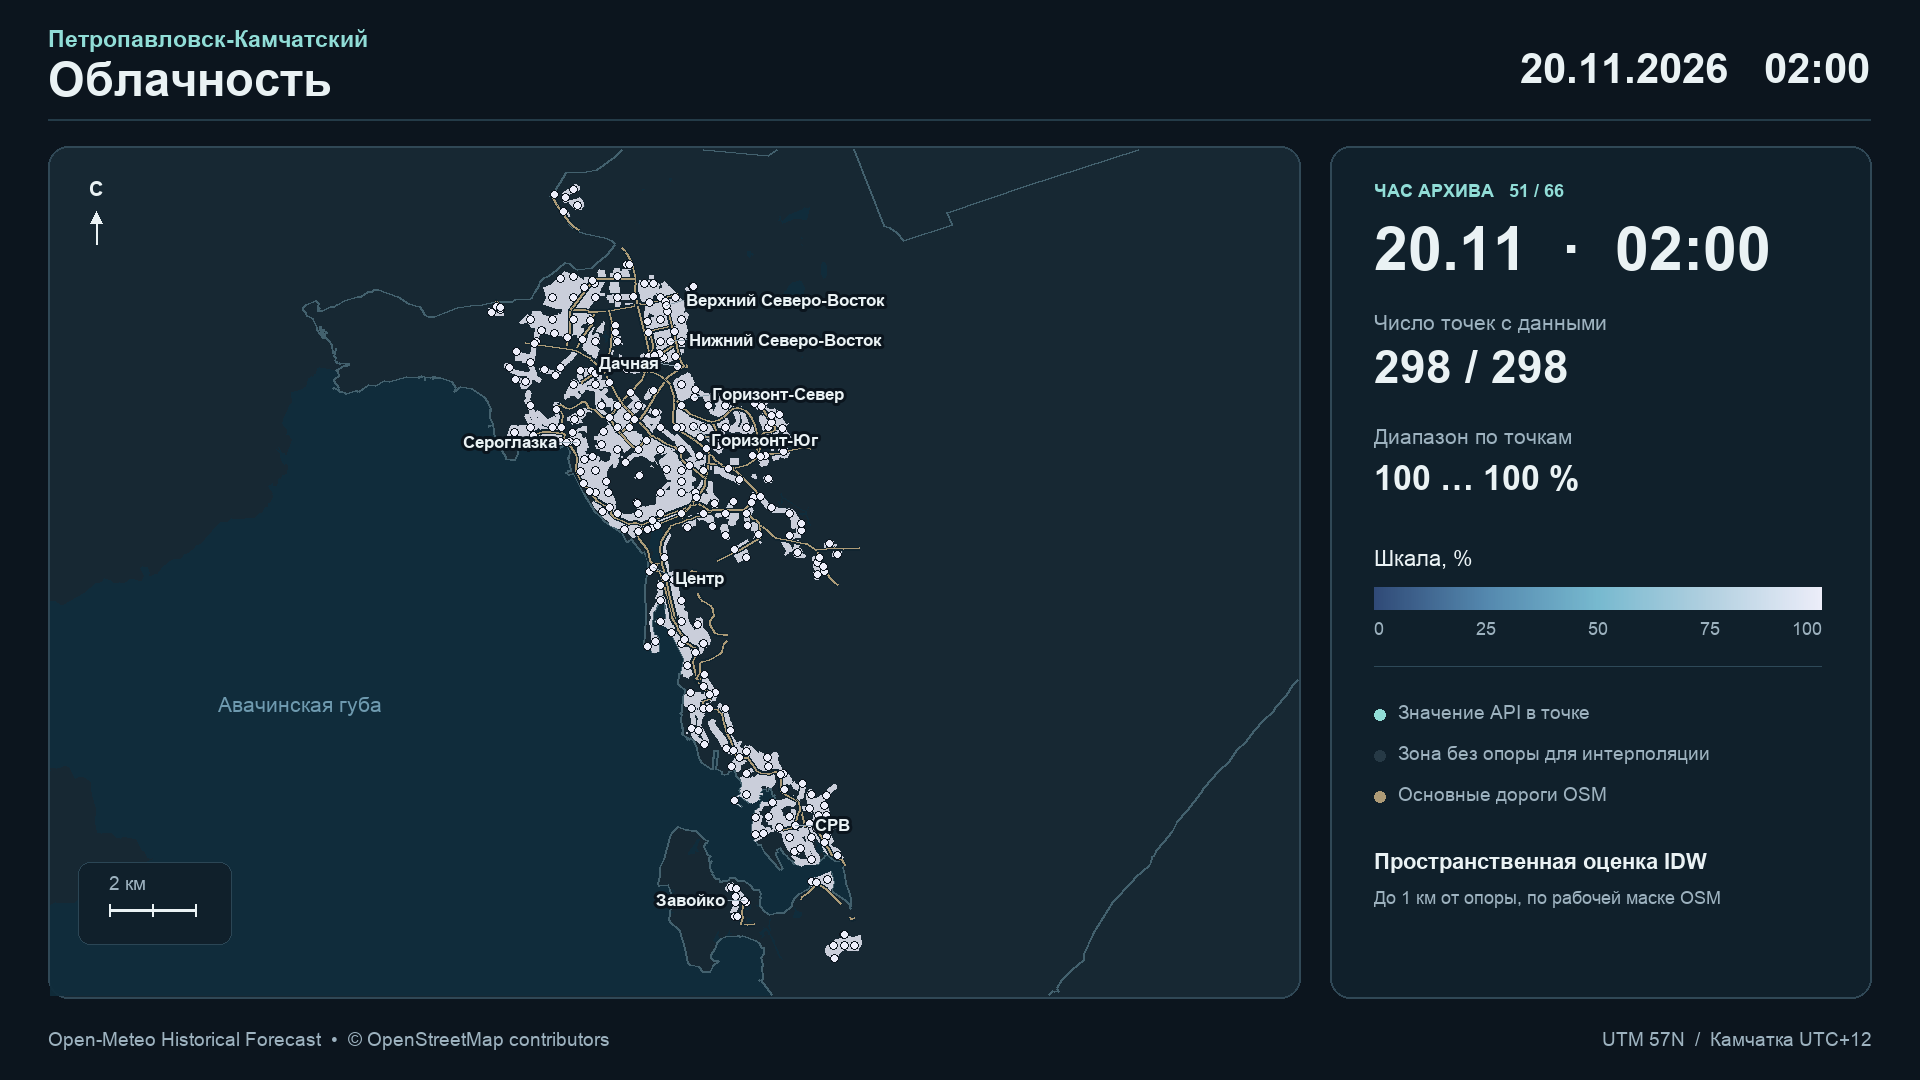 Петропавловск-Камчатский
Облачность
20.11.2026 02:00
С
Верхний Северо-Восток
Нижний Северо-Восток
Дачная
Горизонт-Север
Сероглазка
Горизонт-Юг
Центр
Авачинская губа
СРВ
Завойко
2 км
ЧАС АРХИВА 51 / 66
20.11 · 02:00
Число точек с данными
298 / 298
Диапазон по точкам
100 … 100 %
Шкала, %
0 25 50 75 100
Значение API в точке
Зона без опоры для интерполяции
Основные дороги OSM
Пространственная оценка IDW
До 1 км от опоры, по рабочей маске OSM
Open-Meteo Historical Forecast • © OpenStreetMap contributors
UTM 57N / Камчатка UTC+12